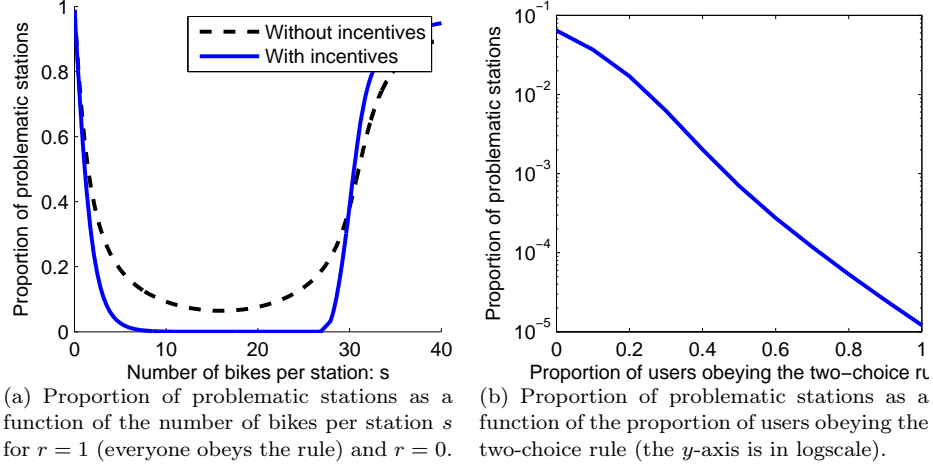 1
0.8
0.6
0.4
0.2
0
0 10 20 30 40
Proportion of problematic stations
Number of bikes per station: s
Without incentives
With incentives
(a) Proportion of problematic stations as a
function of the number of bikes per station s
for r = 1 (everyone obeys the rule) and r = 0.
10⁻¹
10⁻²
10⁻³
10⁻⁴
10⁻⁵
0 0.2 0.4 0.6 0.8 1
Proportion of problematic stations
Proportion of users obeying the two−choice ru
(b) Proportion of problematic stations as a
function of the proportion of users obeying the
two-choice rule (the y-axis is in logscale).